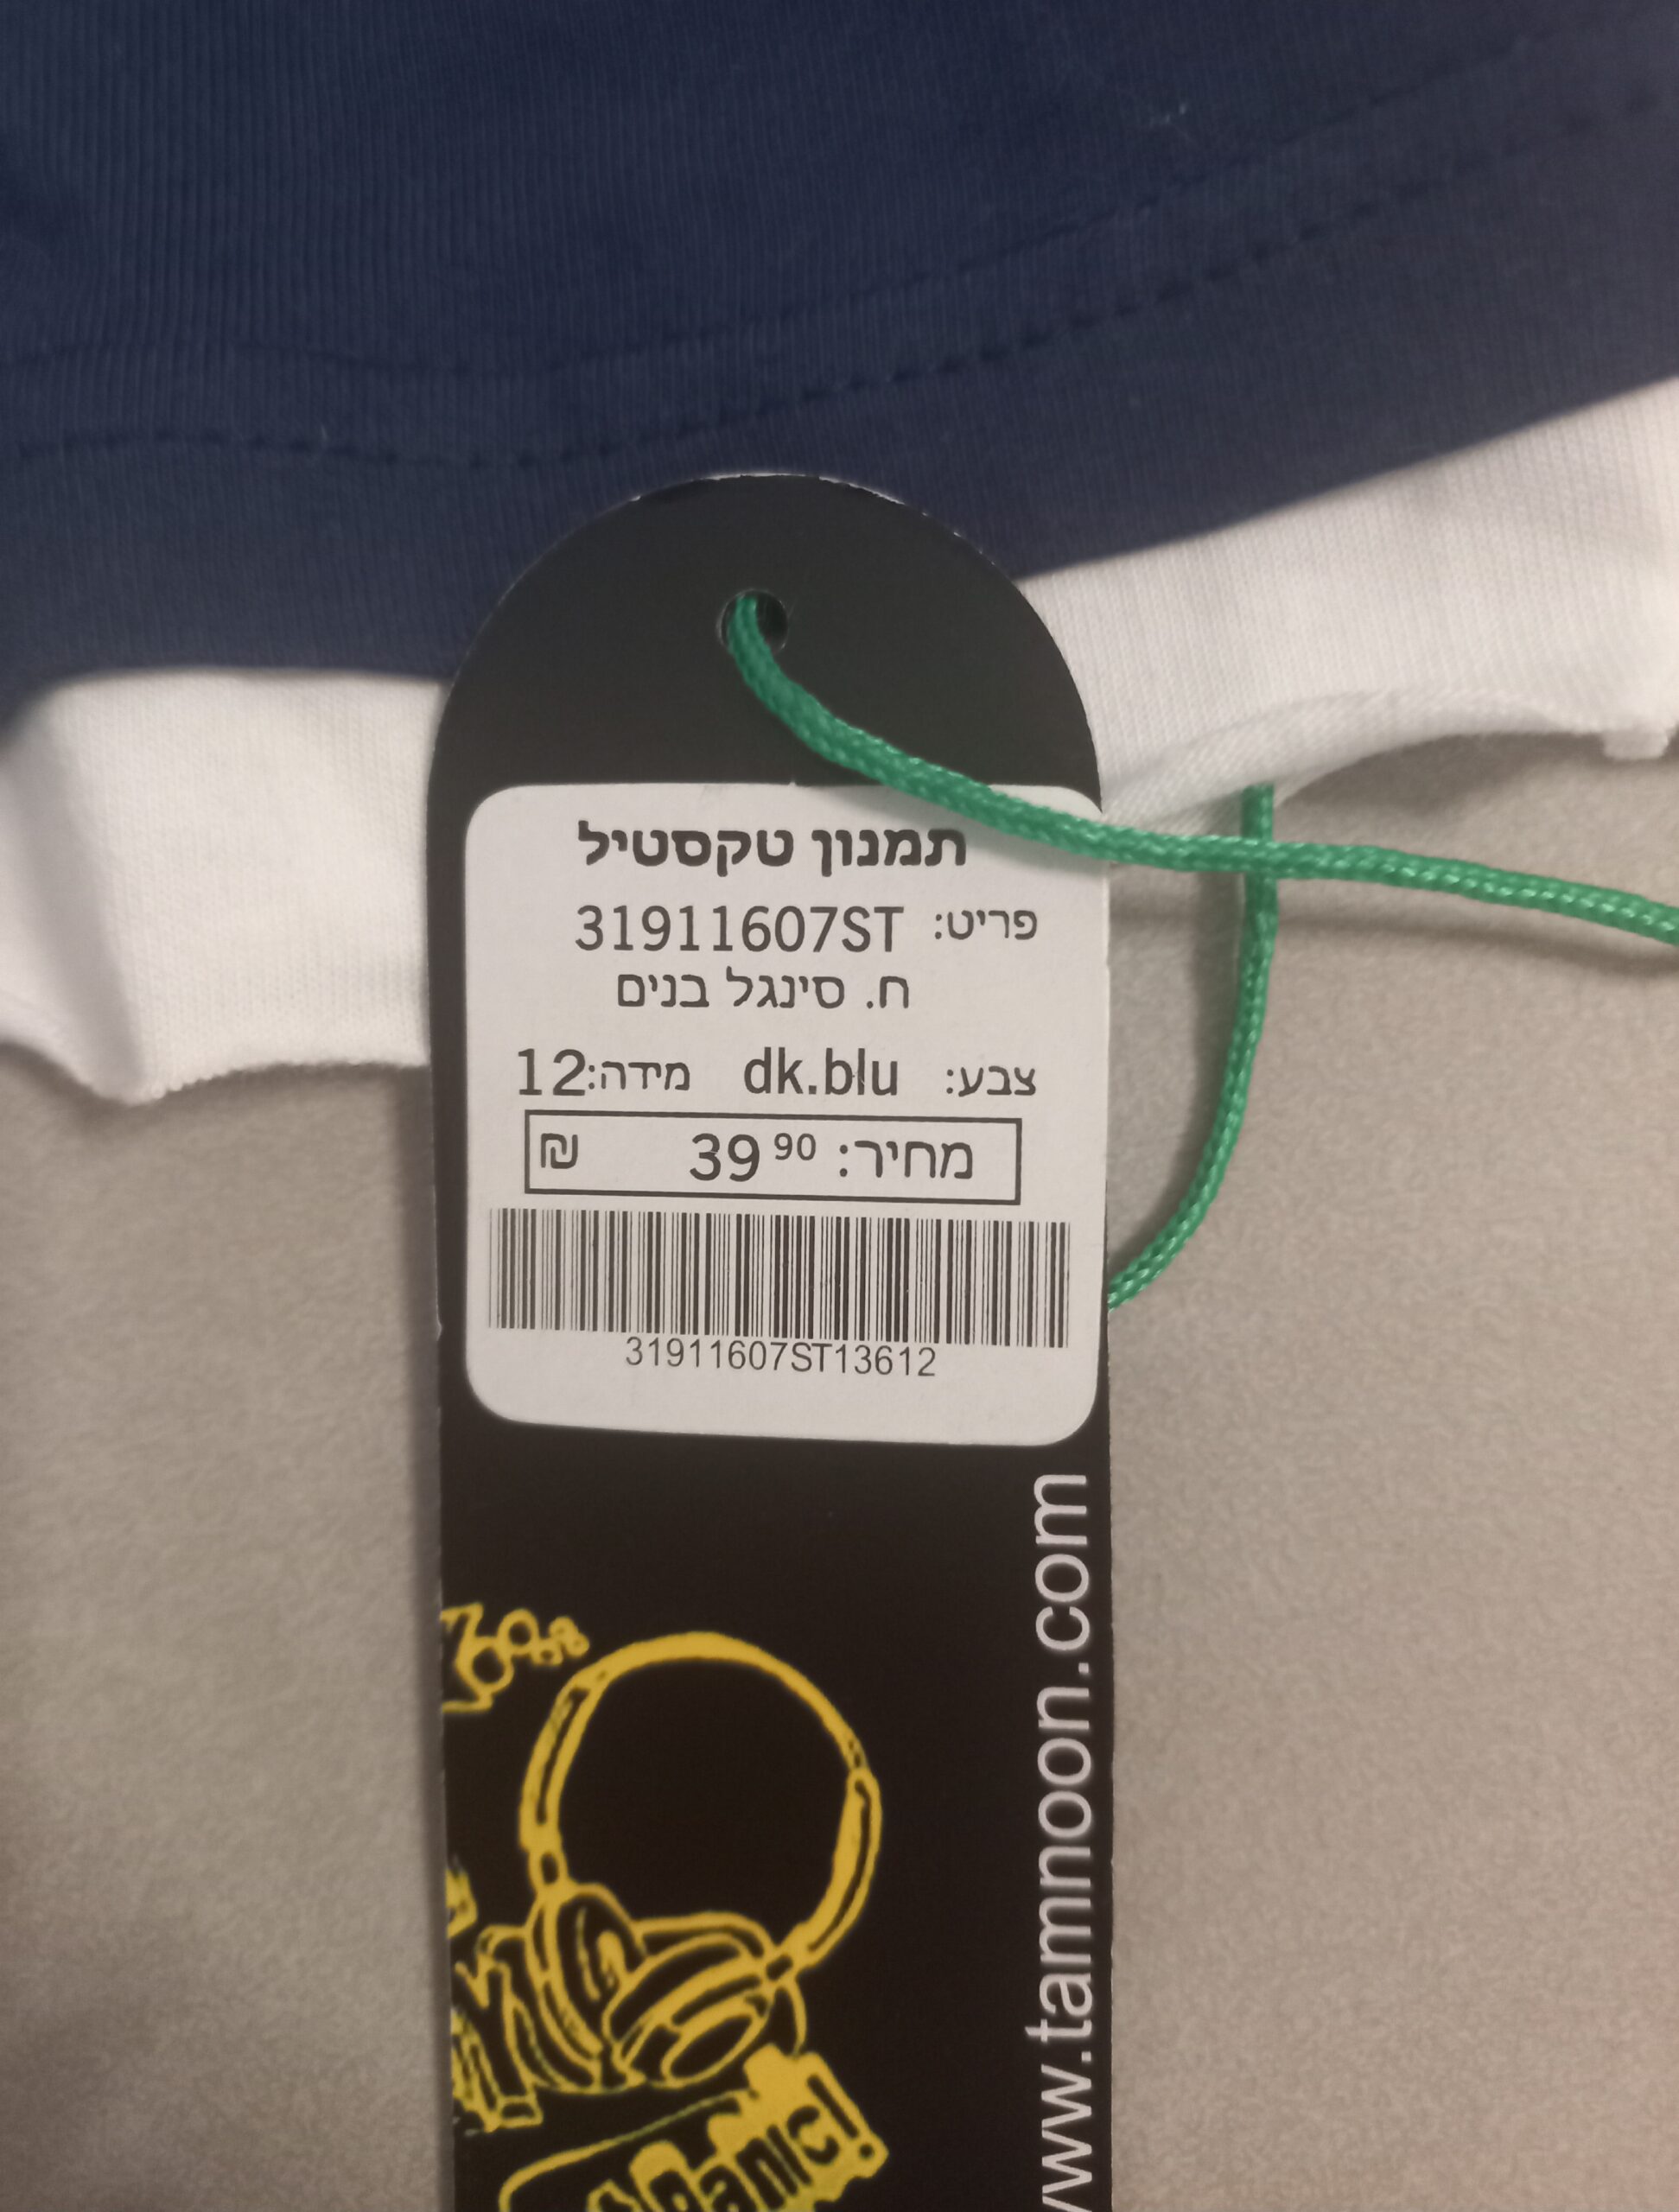 תמנון טקסטיל
פריט: 31911607ST
ח. סינגל בנים
צבע: dk.blu מידה:12
מחיר: 39 90 ₪
31911607ST13612
www.tamnoon.com